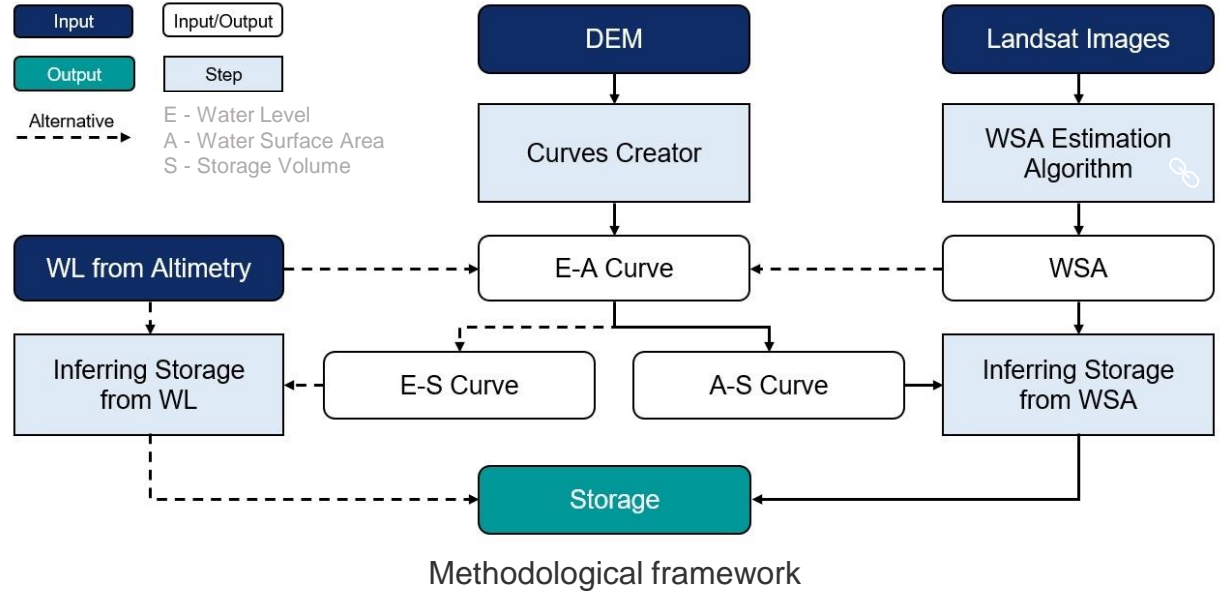 Input
Input/Output
Output
Step
Alternative
E - Water Level
A - Water Surface Area
S - Storage Volume
DEM
Landsat Images
Curves Creator
WSA Estimation
Algorithm
WL from Altimetry
E-A Curve
WSA
Inferring Storage
from WL
E-S Curve
A-S Curve
Inferring Storage
from WSA
Storage
Methodological framework